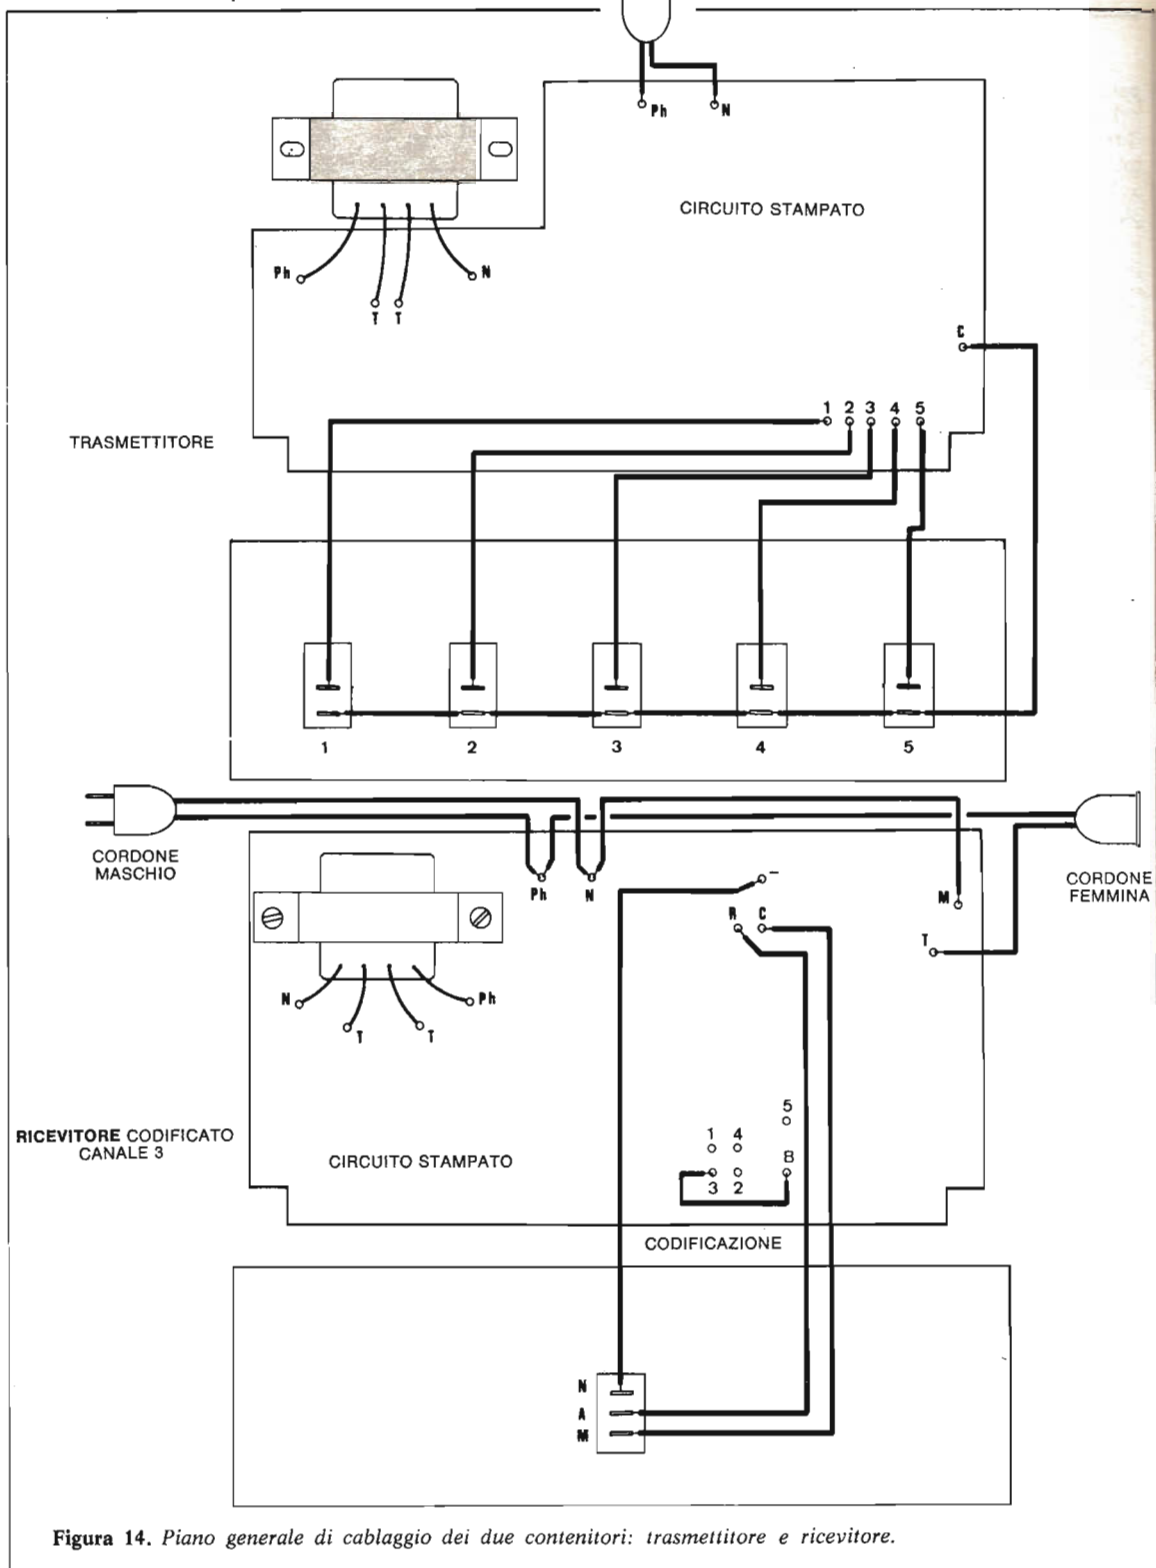 Ph N
CIRCUITO STAMPATO
Ph N
T T
C
1 2 3 4 5
TRASMETTITORE
1 2 3 4 5
CORDONE
MASCHIO
Ph N
CORDONE
FEMMINA
M
R C
T
N Ph
T T
5
1 4
B
3 2
RICEVITORE CODIFICATO
CANALE 3
CIRCUITO STAMPATO
CODIFICAZIONE
N
A
M
Figura 14. Piano generale di cablaggio dei due contenitori: trasmettitore e ricevitore.